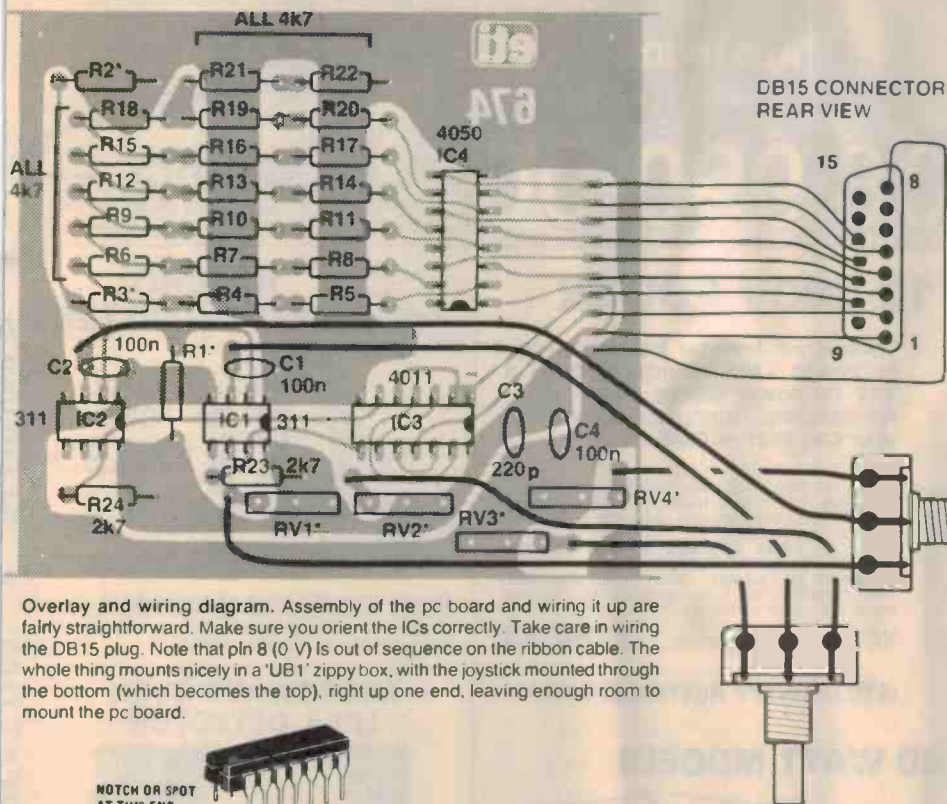 ALL 4k7
R2* R21 R22
R18 R19 R20
R15 R16 R17
R12 R13 R14
R9 R10 R11
R6 R7 R8
R3* R4 R5
ALL
4k7
eti
674
4050
IC4
DB15 CONNECTOR
REAR VIEW
15
8
9
1
100n
C2
R1*
C1
100n
4011
C3
311
IC2
IC1
311
IC3
C4
100n
220p
R23
2k7
R24
2k7
RV1*
RV2*
RV3*
RV4*
Overlay and wiring diagram. Assembly of the pc board and wiring it up are
fairly straightforward. Make sure you orient the ICs correctly. Take care in wiring
the DB15 plug. Note that pin 8 (0 V) is out of sequence on the ribbon cable. The
whole thing mounts nicely in a 'UB1' zippy box, with the joystick mounted through
the bottom (which becomes the top), right up one end, leaving enough room to
mount the pc board.
NOTCH OR SPOT
AT THIS END